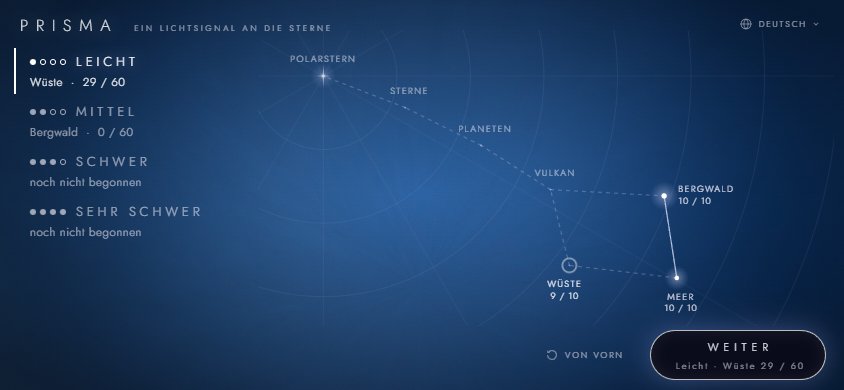 PRISMA
EIN LICHTSIGNAL AN DIE STERNE
DEUTSCH
LEICHT
Wüste · 29 / 60
MITTEL
Bergwald · 0 / 60
SCHWER
noch nicht begonnen
SEHR SCHWER
noch nicht begonnen
POLARSTERN
STERNE
PLANETEN
VULKAN
BERGWALD
10 / 10
WÜSTE
9 / 10
MEER
10 / 10
VON VORN
WEITER
Leicht · Wüste 29 / 60